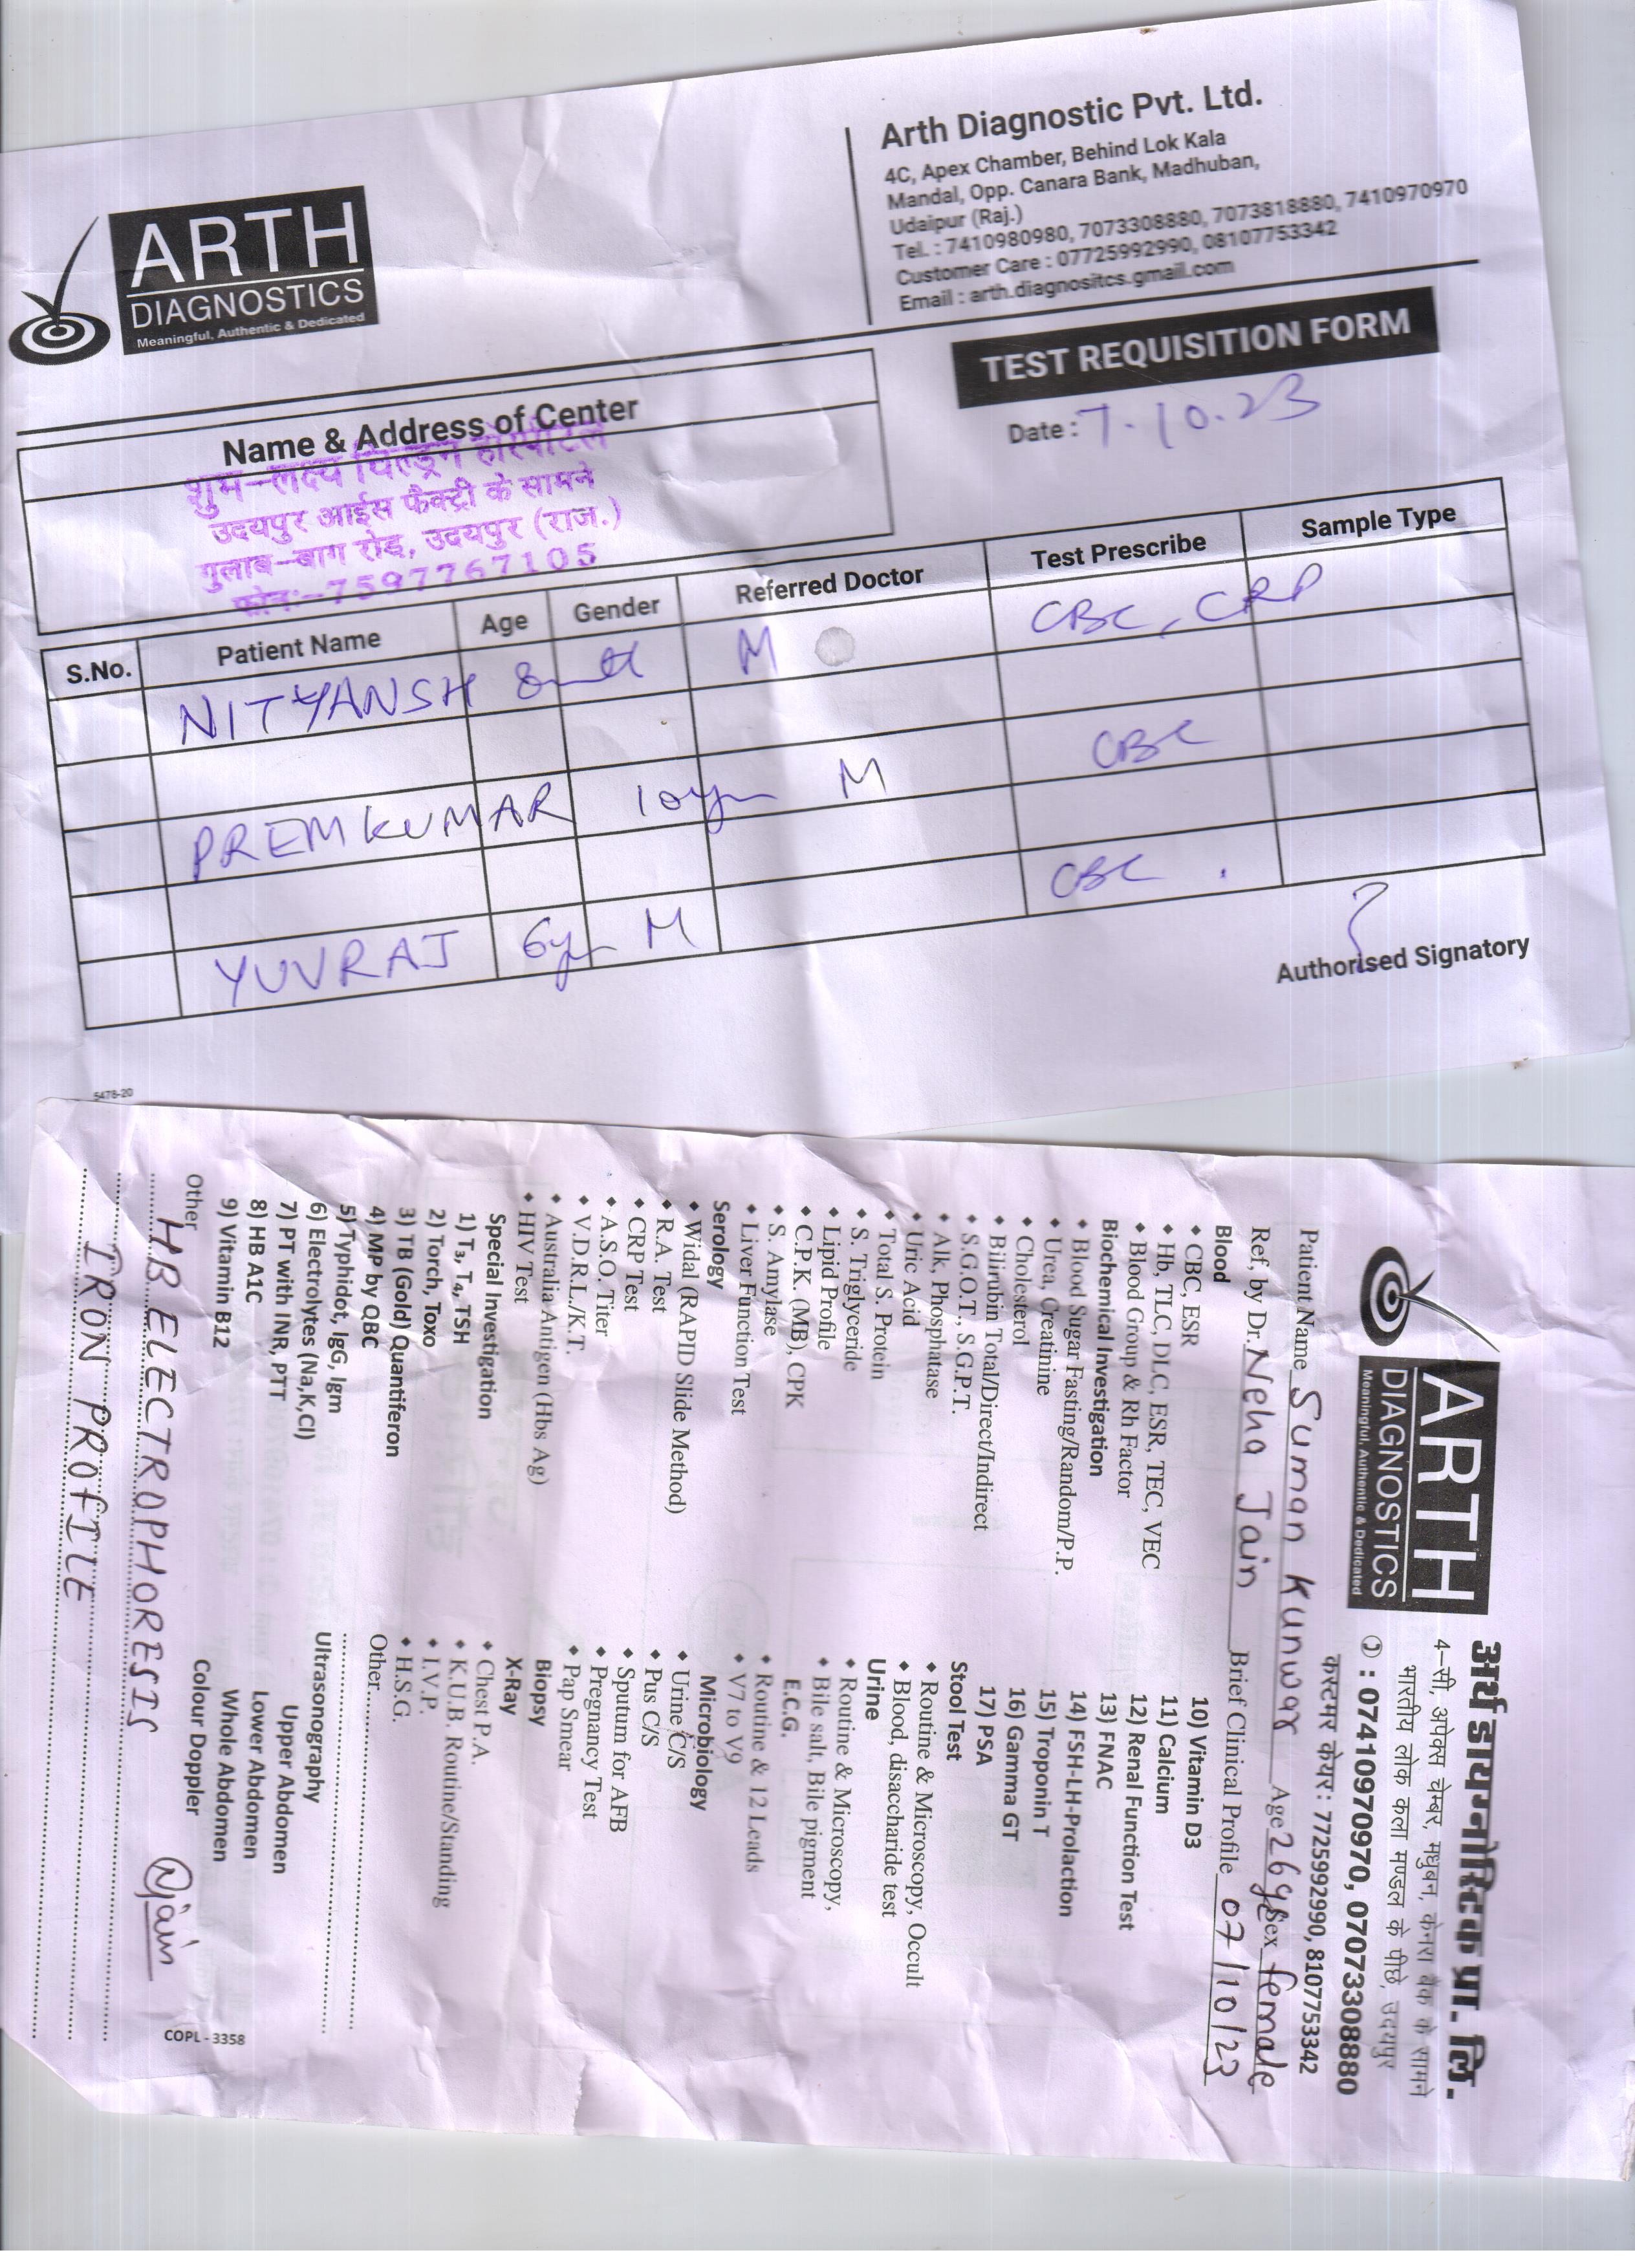 ARTH
DIAGNOSTICS
Meaningful, Authentic & Dedicated
Arth Diagnostic Pvt. Ltd.
4C, Apex Chamber, Behind Lok Kala
Mandal, Opp. Canara Bank, Madhuban,
Udaipur (Raj.)
Tel. : 7410980980, 7073308880, 7073818880, 7410970970
Customer Care : 07725992990, 08107753342
Email : arth.diagnositcs.gmail.com
TEST REQUISITION FORM
Date : 7.10.23
Name & Address of Center
शुभ-लक्ष्य चिल्ड्रन हॉस्पीटल
उदयपुर आईस फैक्ट्री के सामने
गुलाब-बाग रोड, उदयपुर (राज.)
फोनः-7597767105
S.No. Patient Name Age Gender Referred Doctor Test Prescribe Sample Type
NITYANSH 8 M CBC, CRP
PREM KUMAR 10yr M CBC
YUVRAJ 6yr M CBC.
Authorised Signatory
5478-20
ARTH
DIAGNOSTICS
Meaningful, Authentic & Dedicated
अर्थ डायग्नोस्टिक प्रा. लि.
4-सी, अपेक्स चेम्बर, मधुबन, केनरा बैंक के सामने
भारतीय लोक कला मण्डल के पीछे, उदयपुर
: 07410970970, 07073308880
कस्टमर केयर : 7725992990, 8107753342
Patient Name Suman Kunwar Age 26yr Sex female
Ref, by Dr. Neha Jain Brief Clinical Profile 07/10/23
Blood
♦ CBC, ESR
♦ Hb, TLC, DLC, ESR, TEC, VEC
♦ Blood Group & Rh Factor
Biochemical Investigation
♦ Blood Sugar Fasting/Random/P.P.
♦ Urea, Creatinine
♦ Cholesterol
♦ Bilirubin Total/Direct/Indirect
♦ S.G.O.T., S.G.P.T.
♦ Alk, Phosphatase
♦ Uric Acid
♦ Total S. Protein
♦ S. Triglyceride
♦ Lipid Profile
♦ C.P.K. (MB), CPK
♦ S. Amylase
♦ Liver Function Test
Serology
♦ Widal (RAPID Slide Method)
♦ R.A. Test
♦ CRP Test
♦ A.S.O. Titer
♦ V.D.R.L./K.T.
♦ Australia Antigen (Hbs Ag)
♦ HIV Test
Special Investigation
1) T₃, T₄, TSH
2) Torch, Toxo
3) TB (Gold) Quantiferon
4) MP by QBC
5) Typhidot, IgG, Igm
6) Electrolytes (Na,K,Cl)
7) PT with INR, PTT
8) HB A1C
9) Vitamin B12
10) Vitamin D3
11) Calcium
12) Renal Function Test
13) FNAC
14) FSH-LH-Prolaction
15) Troponin T
16) Gamma GT
17) PSA
Stool Test
♦ Routine & Microscopy, Occult
♦ Blood, disaccharide test
Urine
♦ Routine & Microscopy,
♦ Bile salt, Bile pigment
E.C.G.
♦ Routine & 12 Leads
♦ V7 to V9
Microbiology
♦ Urine C/S
♦ Pus C/S
♦ Sputum for AFB
♦ Pregnancy Test
♦ Pap Smear
Biopsy
X-Ray
♦ Chest P.A.
♦ K.U.B. Routine/Standing
♦ I.V.P.
♦ H.S.G.
Other..........
Ultrasonography
Upper Abdomen
Lower Abdomen
Whole Abdomen
Colour Doppler
Other HB ELECTROPHORESIS
IRON PROFILE
Njain
COPL - 3358